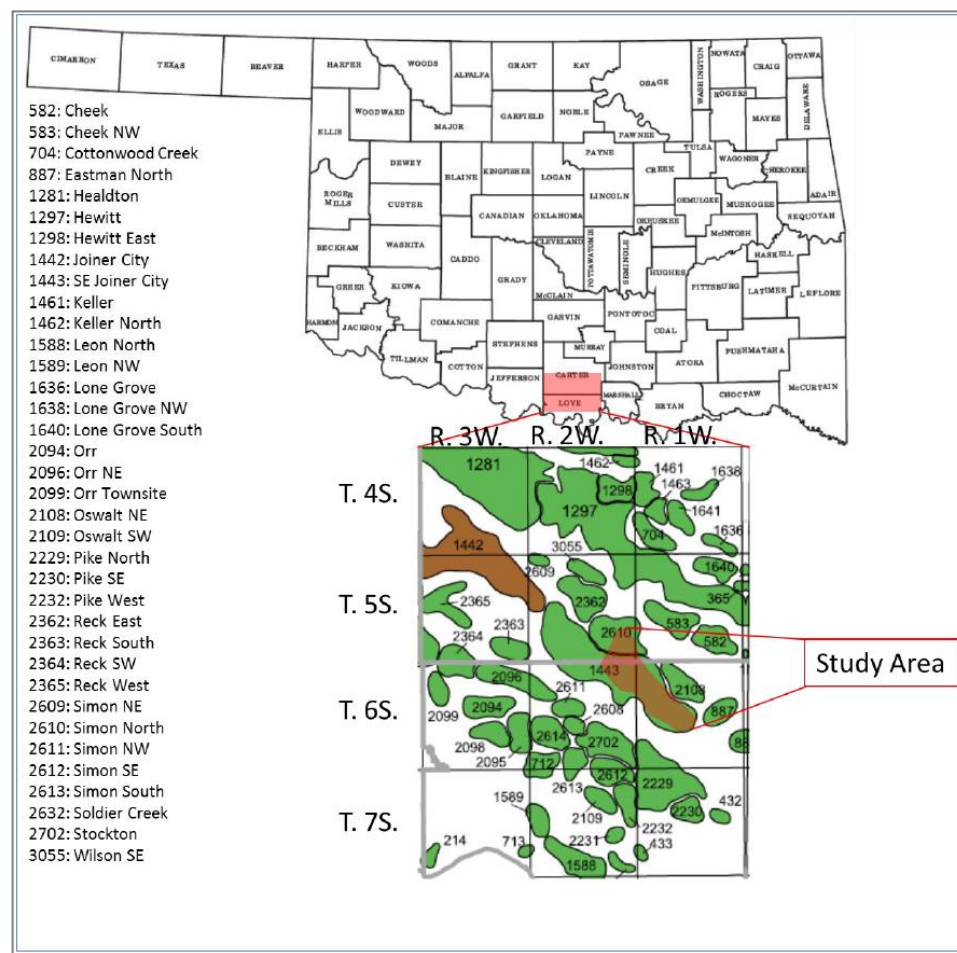 CIMARRON
TEXAS
BEAVER
HARPER
WOODS
ALFALFA
GRANT
KAY
OSAGE
WASHINGTON
NOWATA
CRAIG
OTTAWA
ROGERS
MAYES
DELAWARE
ELLIS
WOODWARD
MAJOR
GARFIELD
NOBLE
PAWNEE
TULSA
WAGONER
CHEROKEE
ADAIR
DEWEY
BLAINE
KINGFISHER
LOGAN
PAYNE
CREEK
LINCOLN
OKMULGEE
MUSKOGEE
SEQUOYAH
ROGER
MILLS
CUSTER
CANADIAN
OKLAHOMA
OKFUSKEE
McINTOSH
HASKELL
BECKHAM
WASHITA
CADDO
GRADY
CLEVELAND
POTTAWATOMIE
SEMINOLE
HUGHES
PITTSBURG
LATIMER
LEFLORE
GREER
KIOWA
McCLAIN
HARMON
JACKSON
COMANCHE
GARVIN
PONTOTOC
COAL
TILLMAN
COTTON
STEPHENS
MURRAY
JOHNSTON
ATOKA
PUSHMATAHA
McCURTAIN
JEFFERSON
CARTER
LOVE
MARSHALL
BRYAN
CHOCTAW
582: Cheek
583: Cheek NW
704: Cottonwood Creek
887: Eastman North
1281: Healdton
1297: Hewitt
1298: Hewitt East
1442: Joiner City
1443: SE Joiner City
1461: Keller
1462: Keller North
1588: Leon North
1589: Leon NW
1636: Lone Grove
1638: Lone Grove NW
1640: Lone Grove South
2094: Orr
2096: Orr NE
2099: Orr Townsite
2108: Oswalt NE
2109: Oswalt SW
2229: Pike North
2230: Pike SE
2232: Pike West
2362: Reck East
2363: Reck South
2364: Reck SW
2365: Reck West
2609: Simon NE
2610: Simon North
2611: Simon NW
2612: Simon SE
2613: Simon South
2632: Soldier Creek
2702: Stockton
3055: Wilson SE
R. 3W. R. 2W. R. 1W.
T. 4S.
T. 5S.
T. 6S.
T. 7S.
1281
1462
1298
1297
1461
1463
1638
1641
704
1636
1442
3055
2609
1640
365
2365
2362
2363
2364
2610
583
582
1443
2096
2611
2108
2099
2094
2608
887
88
2098
2614
2702
2095
712
2612
2229
2613
1589
2109
2230
432
2232
2231
214
713
433
1588
Study Area